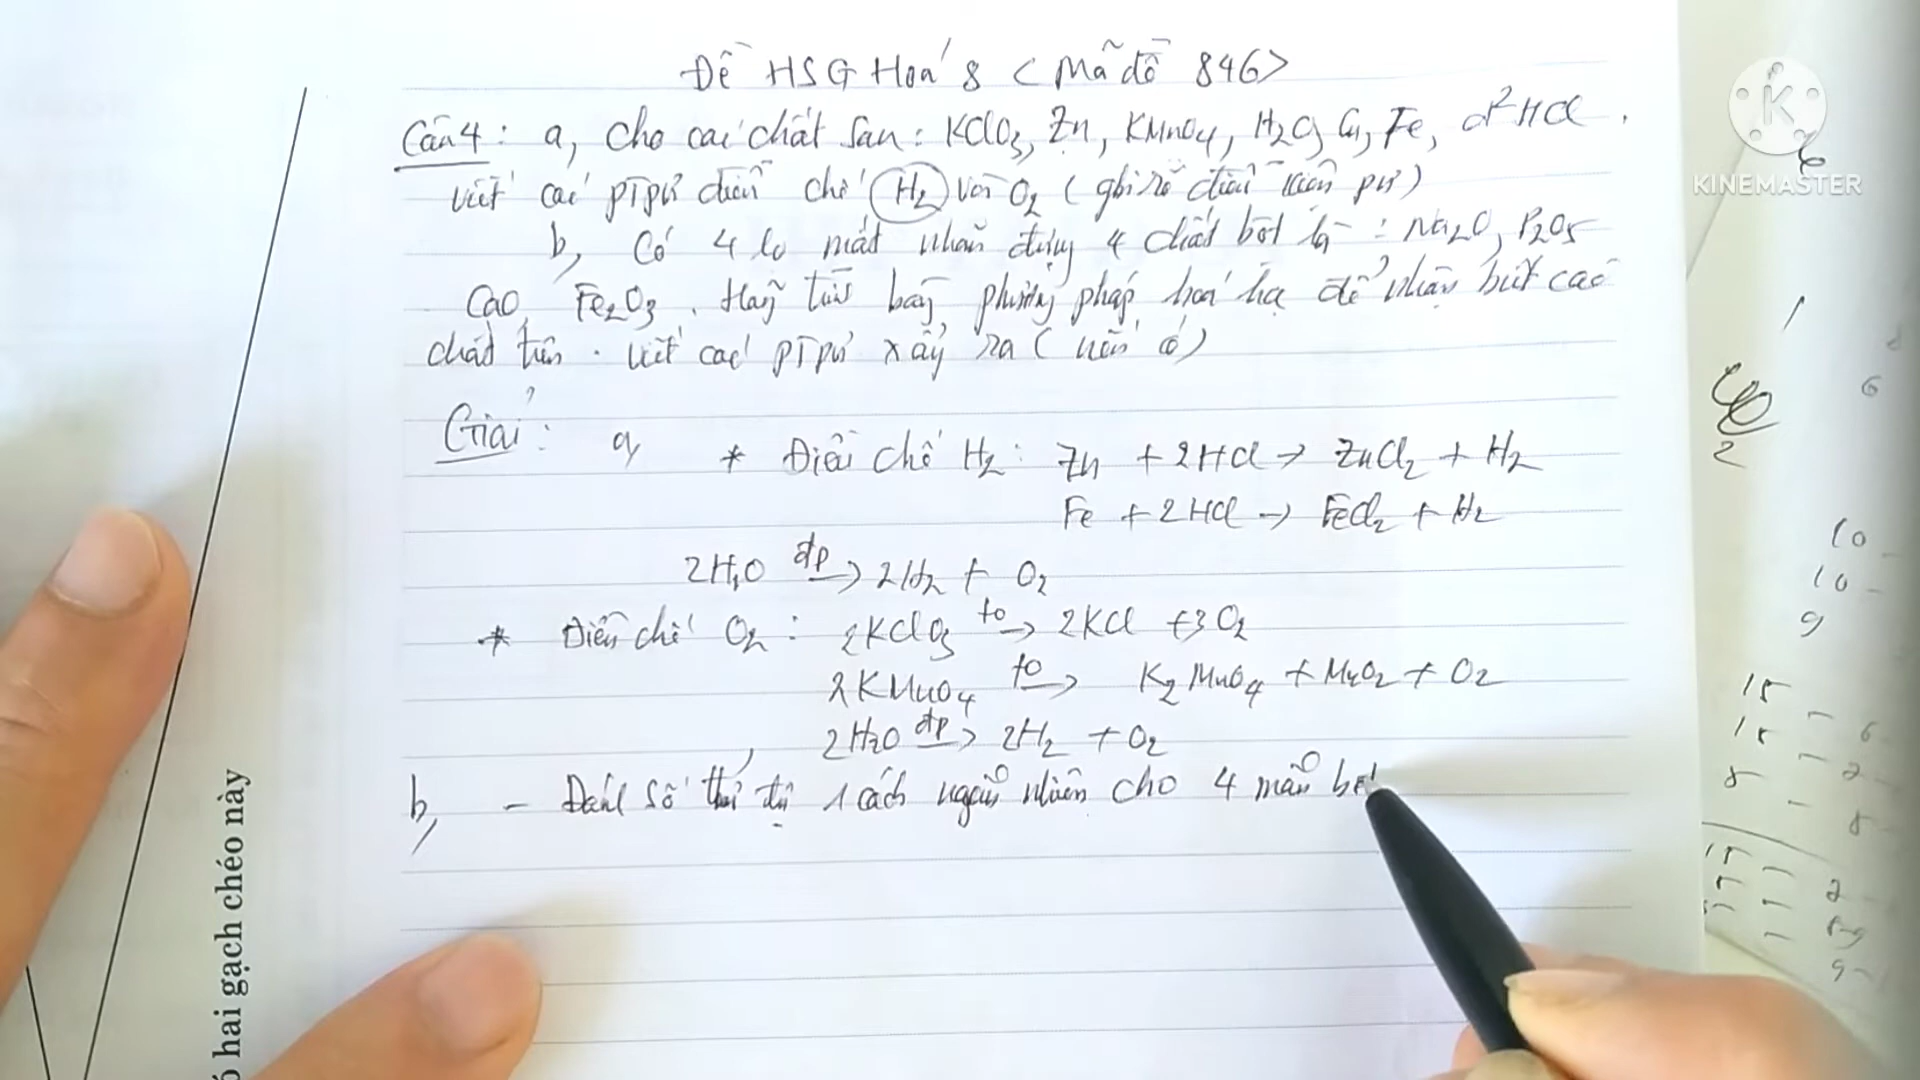 Đề HSG Hoá 8 < Mã đề 846>
KINEMASTER
Câu 4: a, Cho các chất sau: KClO3, Zn, KMnO4, H2O, Cu, Fe, d² HCl.
Viết các ptpư điều chế H2 với O2 (ghi rõ điều kiện pư)
b, Có 4 lọ mất nhãn đựng 4 chất bột là: Na2O, P2O5
CaO, Fe2O3. Hãy bày phương pháp hoá học để nhận biết các
chất trên. Viết các ptpư xảy ra (nếu có)
Giải: a, * Điều chế H2: Zn + 2HCl → ZnCl2 + H2
Fe + 2HCl → FeCl2 + H2
2H2O đp→ 2H2 + O2
* Điều chế O2: 2KClO3 to→ 2KCl + 3O2
2KMnO4 to→ K2MnO4 + MnO2 + O2
2H2O đp→ 2H2 + O2
b, - Đánh số thứ tự 1 cách ngẫu nhiên cho 4 mẫu
hai gạch chéo này